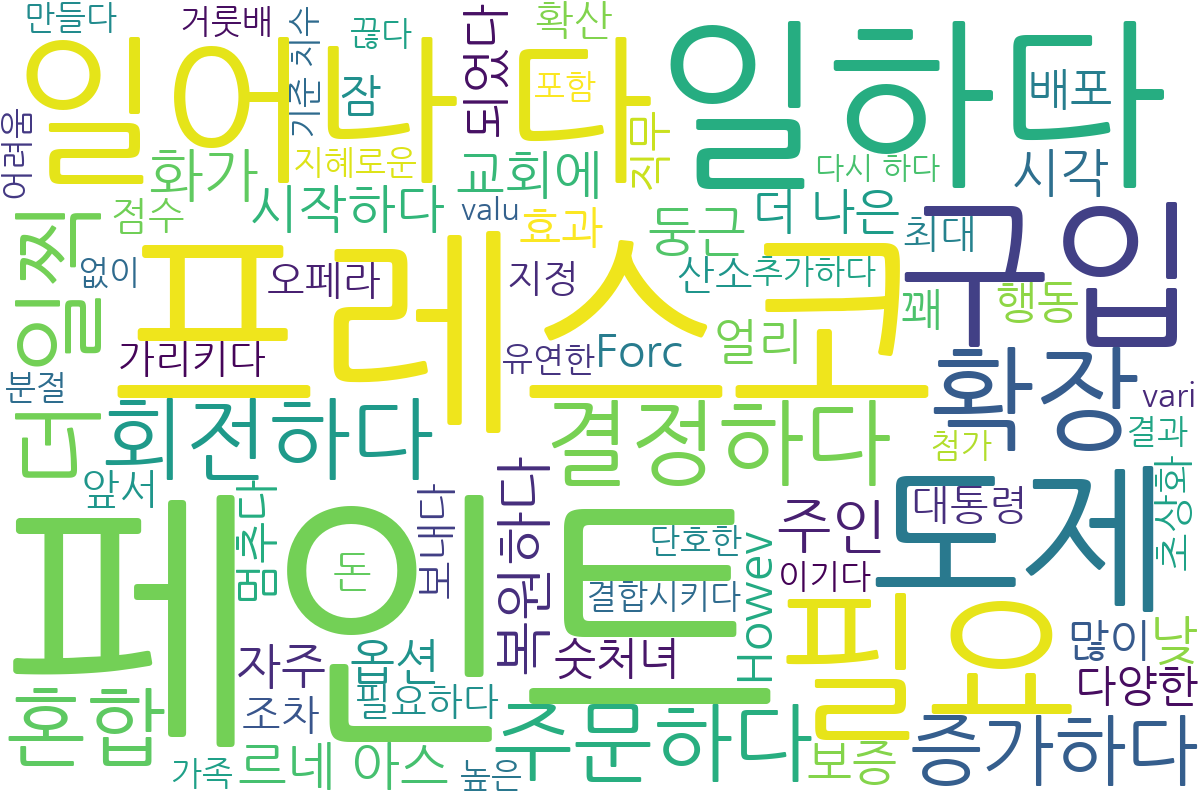 만들다
거룻배
기준 치수
끊다
되었다
확산
일어나 다
일하다
잠
포함
배포
어려움
화가
지혜로운
교회에
직무
다시 하다
시각
점수
시작하다
valu
효과
둥근
더 나은
최대
구입
더 일찍
없이
프레스코
오페라
지정
산소
추가하다
꽤
행동
가리키다
유연한
Forc
얼리
확장
vari
분절
회전하다
결정하다
첨가
결과
앞서
멈추다
보내다
복원하다
주인
모제
대통령
초상화
페인트
돈
단호한
이기다
결합시키다
Howev
필요
많이
낮
자주
옵션
숫처녀
다양한
혼합
조차
필요하다
주문하다
보증
증가하다
가족
르네 아스
높은